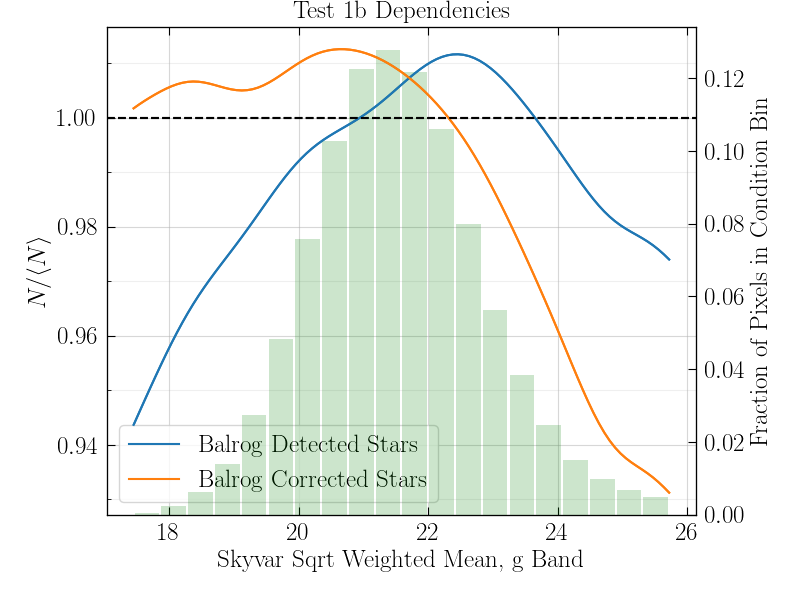 Test 1b Dependencies
N/⟨N⟩
1.00
0.98
0.96
0.94
0.12
0.10
0.08
0.06
0.04
0.02
0.00
Fraction of Pixels in Condition Bin
Balrog Detected Stars
Balrog Corrected Stars
18 20 22 24 26
Skyvar Sqrt Weighted Mean, g Band